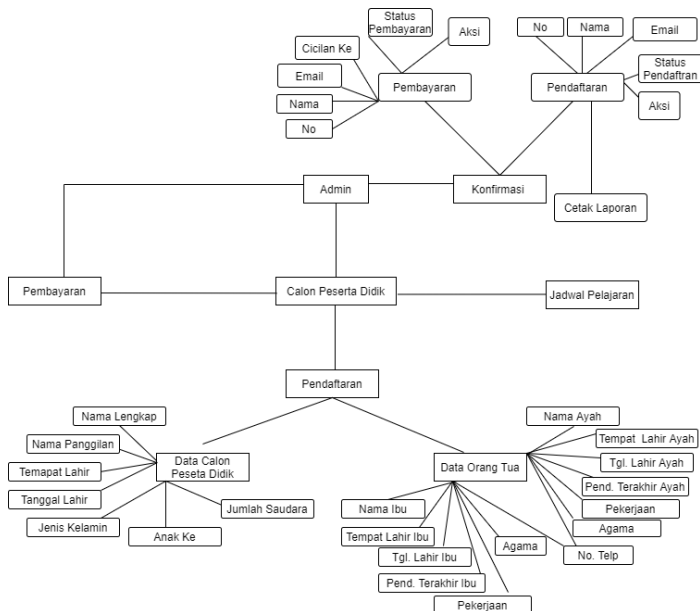 Status
Pembayaran
Aksi
No
Nama
Email
Cicilan Ke
Status
Pendaftran
Email
Pembayaran
Pendaftaran
Nama
Aksi
No
Admin
Konfirmasi
Cetak Laporan
Pembayaran
Calon Peserta Didik
Jadwal Pelajaran
Pendaftaran
Nama Lengkap
Nama Ayah
Nama Panggilan
Tempat Lahir Ayah
Temapat Lahir
Data Calon
Peseta Didik
Data Orang Tua
Tgl. Lahir Ayah
Pend. Terakhir Ayah
Tanggal Lahir
Jumlah Saudara
Nama Ibu
Pekerjaan
Jenis Kelamin
Anak Ke
Tempat Lahir Ibu
Agama
Agama
Tgl. Lahir Ibu
No. Telp
Pend. Terakhir Ibu
Pekerjaan